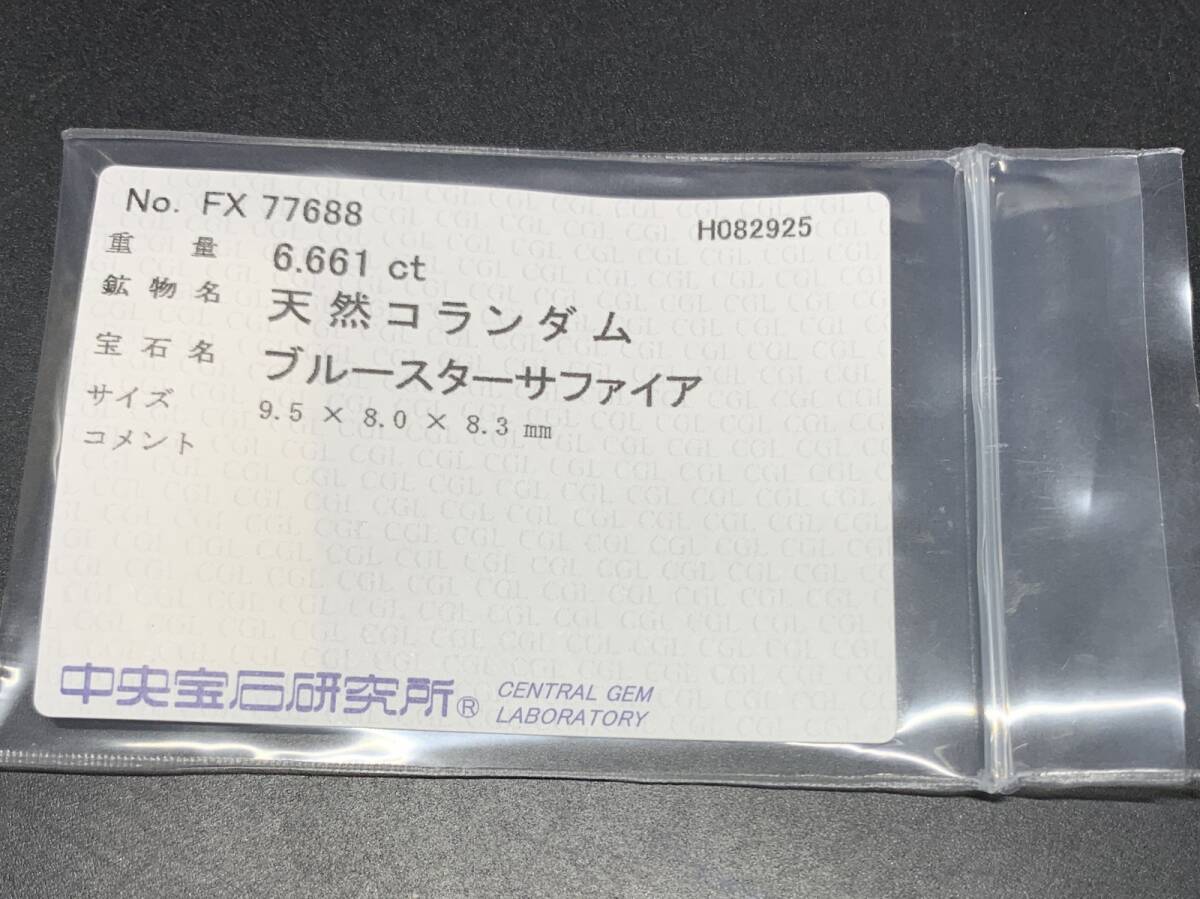 No. FX 77688 H082925
重量 6.661 ct
鉱物名 天然コランダム
宝石名 ブルースターサファイア
サイズ 9.5 × 8.0 × 8.3 mm
コメント
中央宝石研究所® CENTRAL GEM
LABORATORY